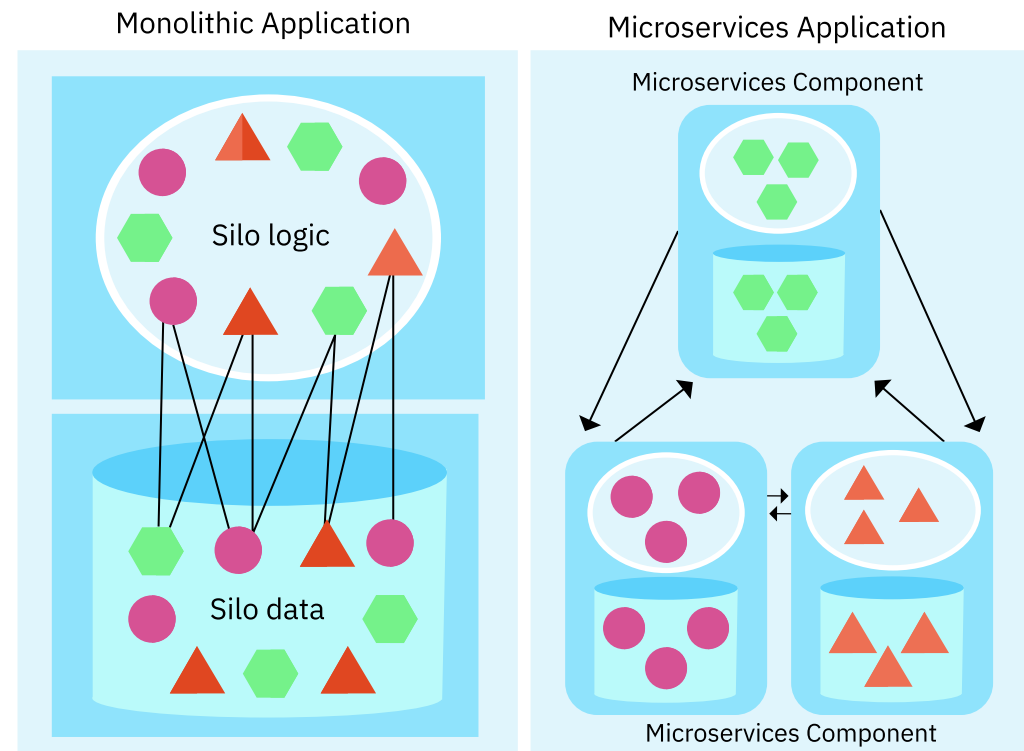 Monolithic Application
Silo logic
Silo data
Microservices Application
Microservices Component
Microservices Component